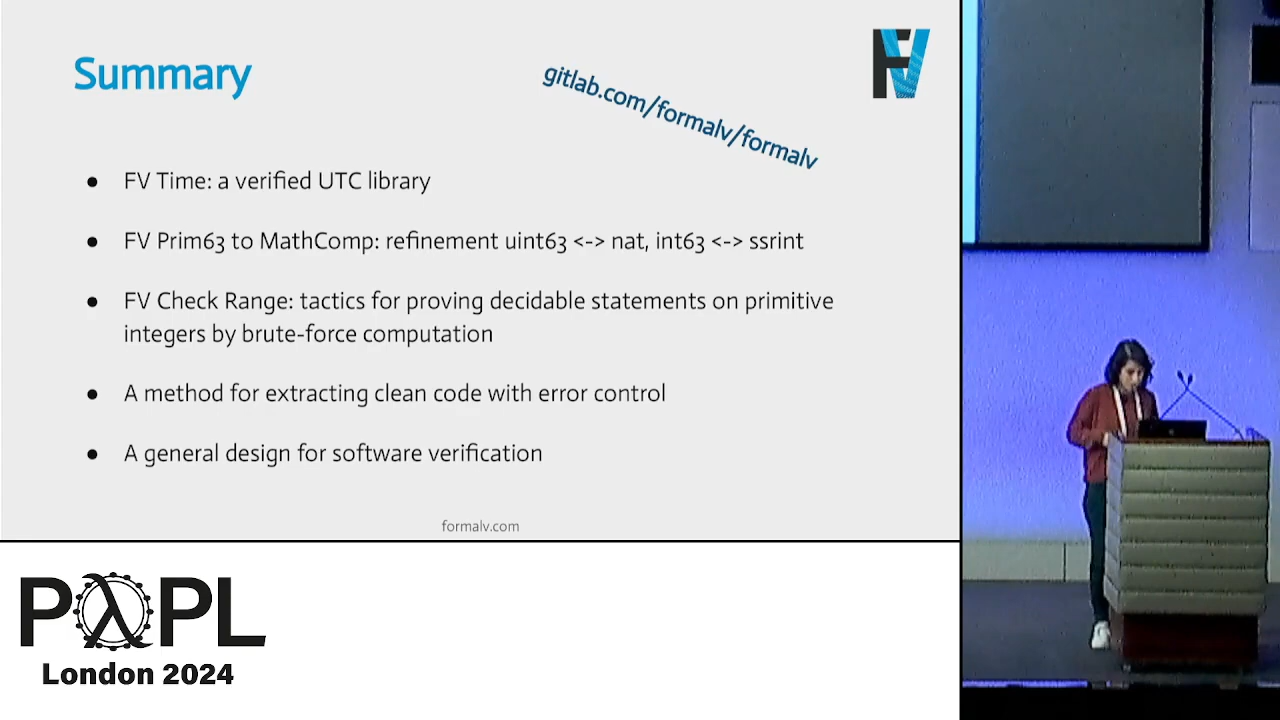 Summary
gitlab.com/formalv/formalv
FV
● FV Time: a verified UTC library
● FV Prim63 to MathComp: refinement uint63 <-> nat, int63 <-> ssrint
● FV Check Range: tactics for proving decidable statements on primitive
integers by brute-force computation
● A method for extracting clean code with error control
● A general design for software verification
formalv.com
PλPL
London 2024